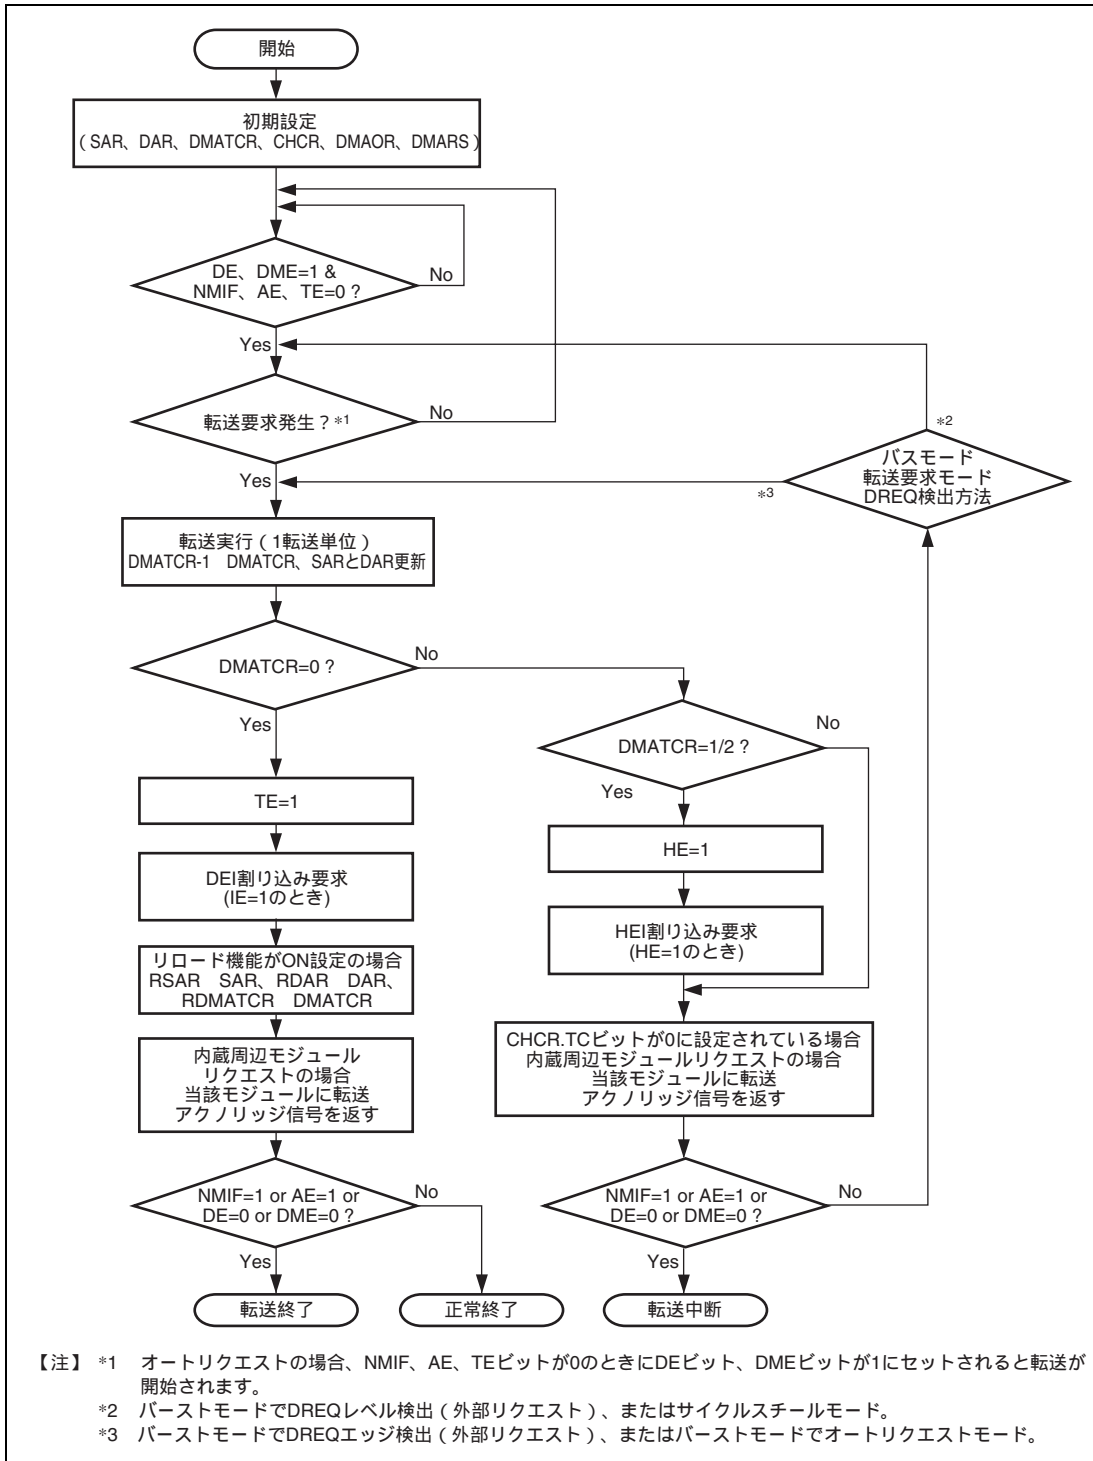 開始
初期設定
(SAR、DAR、DMATCR、CHCR、DMAOR、DMARS)
DE、DME=1 &
NMIF、AE、TE=0 ?
No
Yes
転送要求発生？*1
No
Yes
*2
バスモード
転送要求モード
DREQ検出方法
*3
転送実行（1転送単位）
DMATCR-1　DMATCR、SARとDAR更新
DMATCR=0 ?
No
Yes
DMATCR=1/2 ?
No
Yes
TE=1
HE=1
DEI割り込み要求
(IE=1のとき)
HEI割り込み要求
(HE=1のとき)
リロード機能がON設定の場合
RSAR　SAR、RDAR　DAR、
RDMATCR　DMATCR
CHCR.TCビットが0に設定されている場合
内蔵周辺モジュールリクエストの場合
当該モジュールに転送
アクノリッジ信号を返す
内蔵周辺モジュール
リクエストの場合
当該モジュールに転送
アクノリッジ信号を返す
NMIF=1 or AE=1 or
DE=0 or DME=0 ?
No
Yes
NMIF=1 or AE=1 or
DE=0 or DME=0 ?
No
Yes
転送終了
正常終了
転送中断
【注】 *1　オートリクエストの場合、NMIF、AE、TEビットが0のときにDEビット、DMEビットが1にセットされると転送が
開始されます。
*2　バーストモードでDREQレベル検出（外部リクエスト）、またはサイクルスチールモード。
*3　バーストモードでDREQエッジ検出（外部リクエスト）、またはバーストモードでオートリクエストモード。